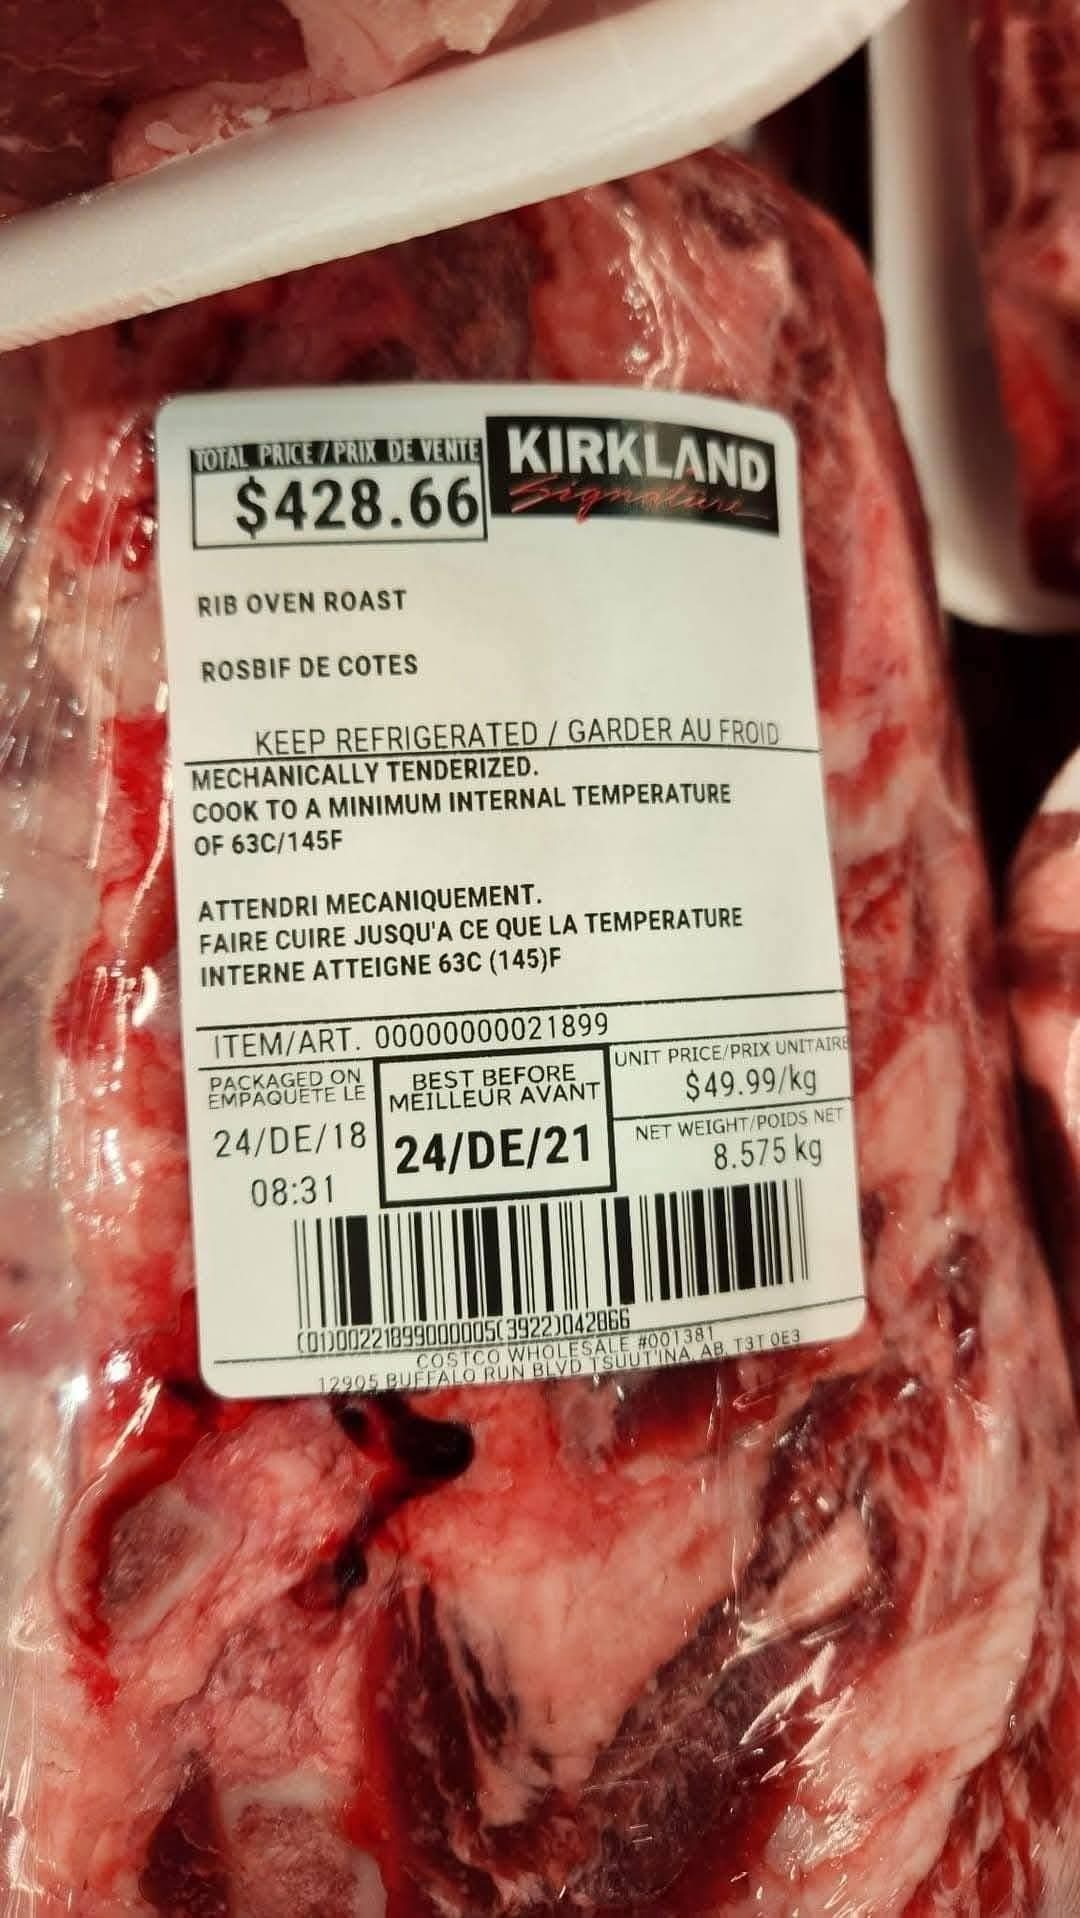 TOTAL PRICE / PRIX DE VENTE
$428.66
KIRKLAND
Signature
RIB OVEN ROAST
ROSBIF DE COTES
KEEP REFRIGERATED / GARDER AU FROID
MECHANICALLY TENDERIZED.
COOK TO A MINIMUM INTERNAL TEMPERATURE
OF 63C/145F
ATTENDRI MECANIQUEMENT.
FAIRE CUIRE JUSQU'A CE QUE LA TEMPERATURE
INTERNE ATTEIGNE 63C (145)F
ITEM/ART. 00000000021899
PACKAGED ON
EMPAQUETE LE
24/DE/18
08:31
BEST BEFORE
MEILLEUR AVANT
24/DE/21
UNIT PRICE/PRIX UNITAIRE
$49.99/kg
NET WEIGHT/POIDS NET
8.575 kg
(01)00221899000005(3922)042866
COSTCO WHOLESALE #001381
12905 BUFFALO RUN BLVD TSUUT'INA, AB, T3T 0E3